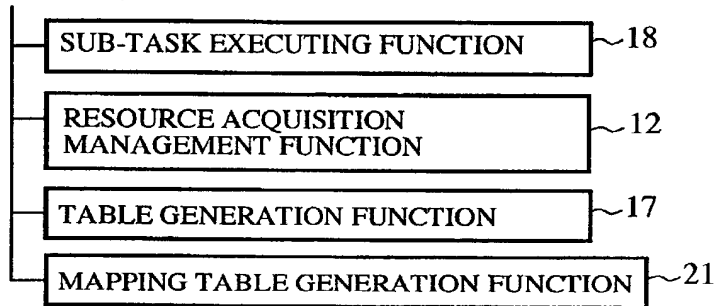 SUB-TASK EXECUTING FUNCTION 18
RESOURCE ACQUISITION
MANAGEMENT FUNCTION 12
TABLE GENERATION FUNCTION 17
MAPPING TABLE GENERATION FUNCTION 21